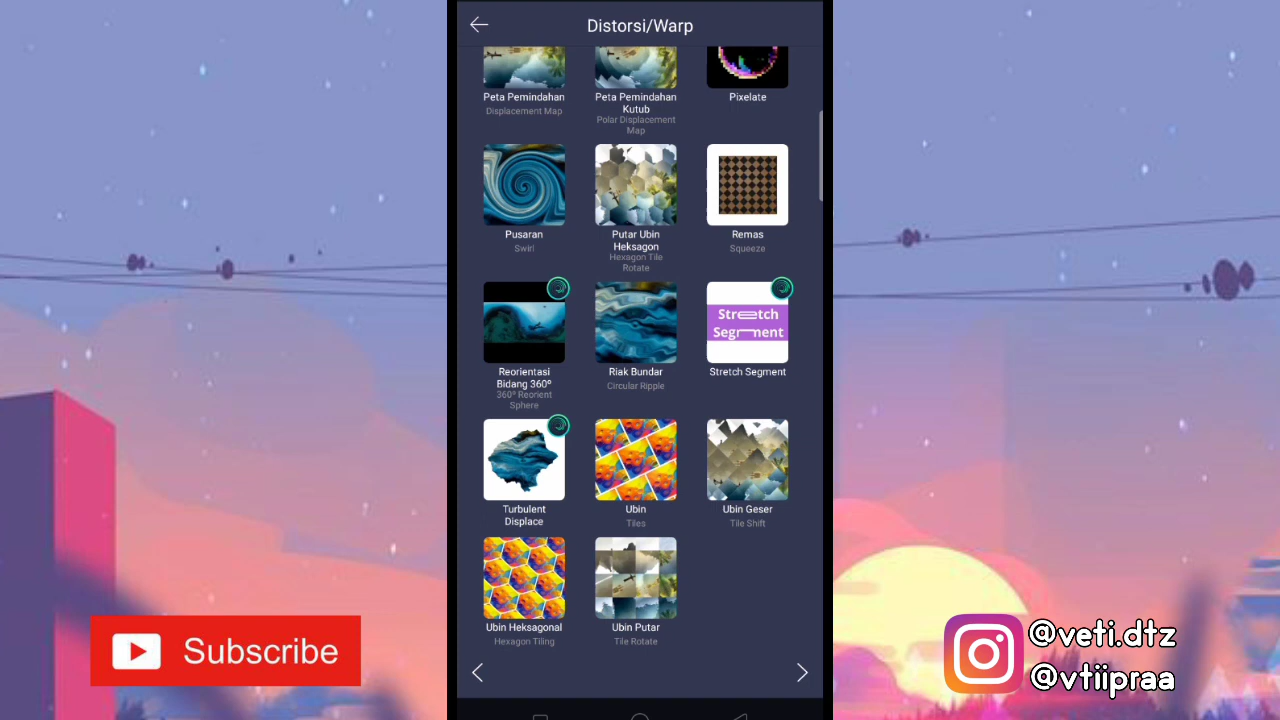 Distorsi/Warp
Peta Pemindahan
Displacement Map
Peta Pemindahan
Kutub
Polar Displacement
Map
Pixelate
Pusaran
Swirl
Putar Ubin
Heksagon
Hexagon Tile
Rotate
Remas
Squeeze
Reorientasi
Bidang 360º
360º Reorient
Sphere
Riak Bundar
Circular Ripple
Stretch
Segment
Stretch Segment
Turbulent
Displace
Ubin
Tiles
Ubin Geser
Tile Shift
Ubin Heksagonal
Hexagon Tiling
Ubin Putar
Tile Rotate
Subscribe
@veti.dtz
@vtiipraa